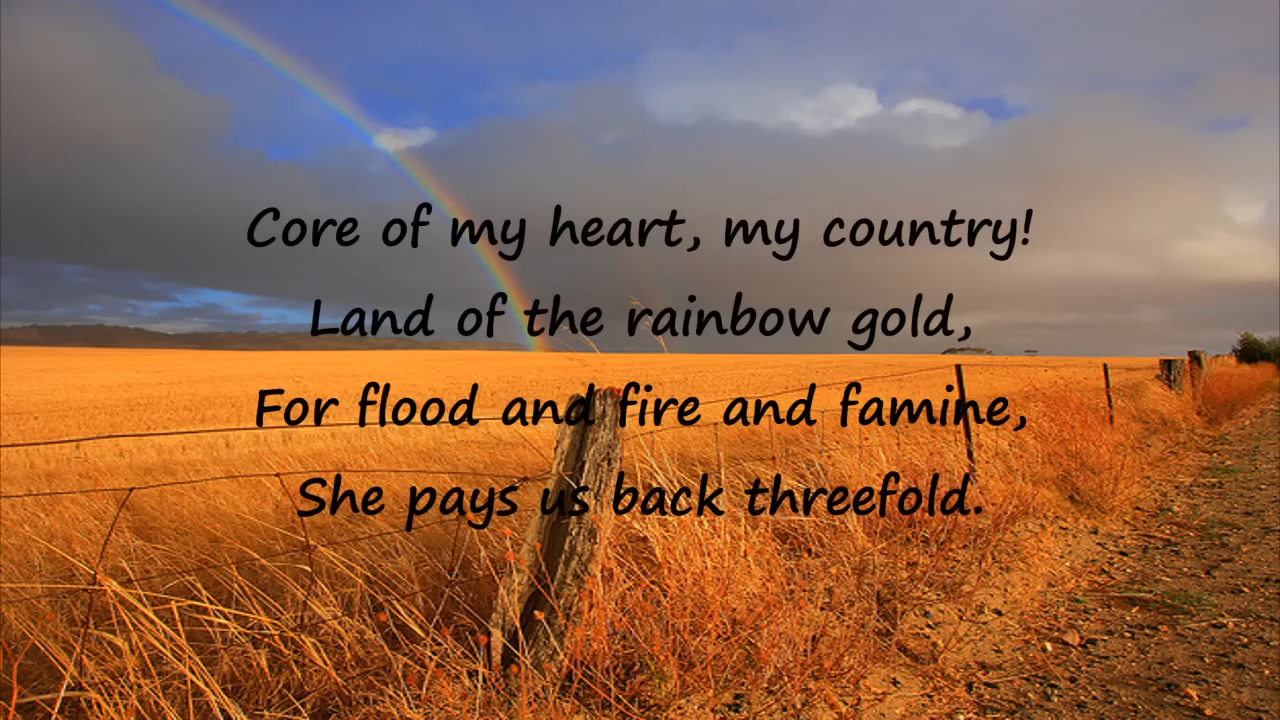 Core of my heart, my country!
Land of the rainbow gold,
For flood and fire and famine,
She pays us back threefold.